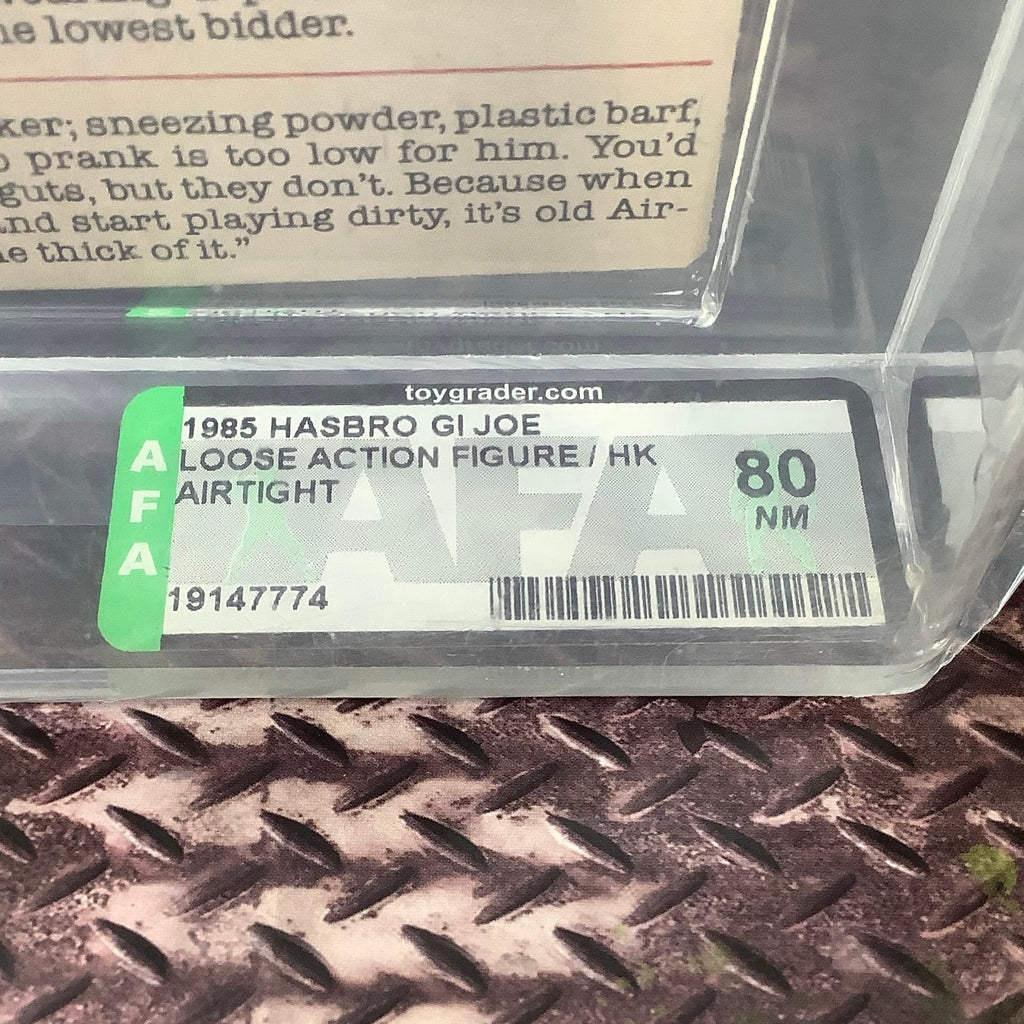 he lowest bidder.
ker; sneezing powder, plastic barf,
prank is too low for him. You'd
guts, but they don't. Because when
and start playing dirty, it's old Air-
e thick of it."
toygrader.com
AFA
1985 HASBRO GI JOE
LOOSE ACTION FIGURE / HK
AIRTIGHT
80
NM
AFA
19147774